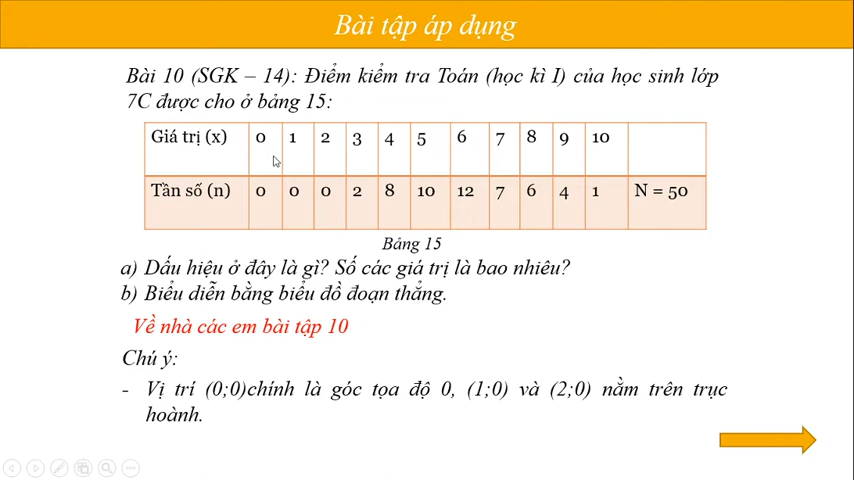 Bài tập áp dụng
Bài 10 (SGK – 14): Điểm kiểm tra Toán (học kì I) của học sinh lớp
7C được cho ở bảng 15:
Giá trị (x) 0 1 2 3 4 5 6 7 8 9 10
Tần số (n) 0 0 0 2 8 10 12 7 6 4 1 N = 50
Bảng 15
a) Dấu hiệu ở đây là gì? Số các giá trị là bao nhiêu?
b) Biểu diễn bằng biểu đồ đoạn thẳng.
Về nhà các em bài tập 10
Chú ý:
- Vị trí (0;0)chính là góc tọa độ 0, (1;0) và (2;0) nằm trên trục
hoành.